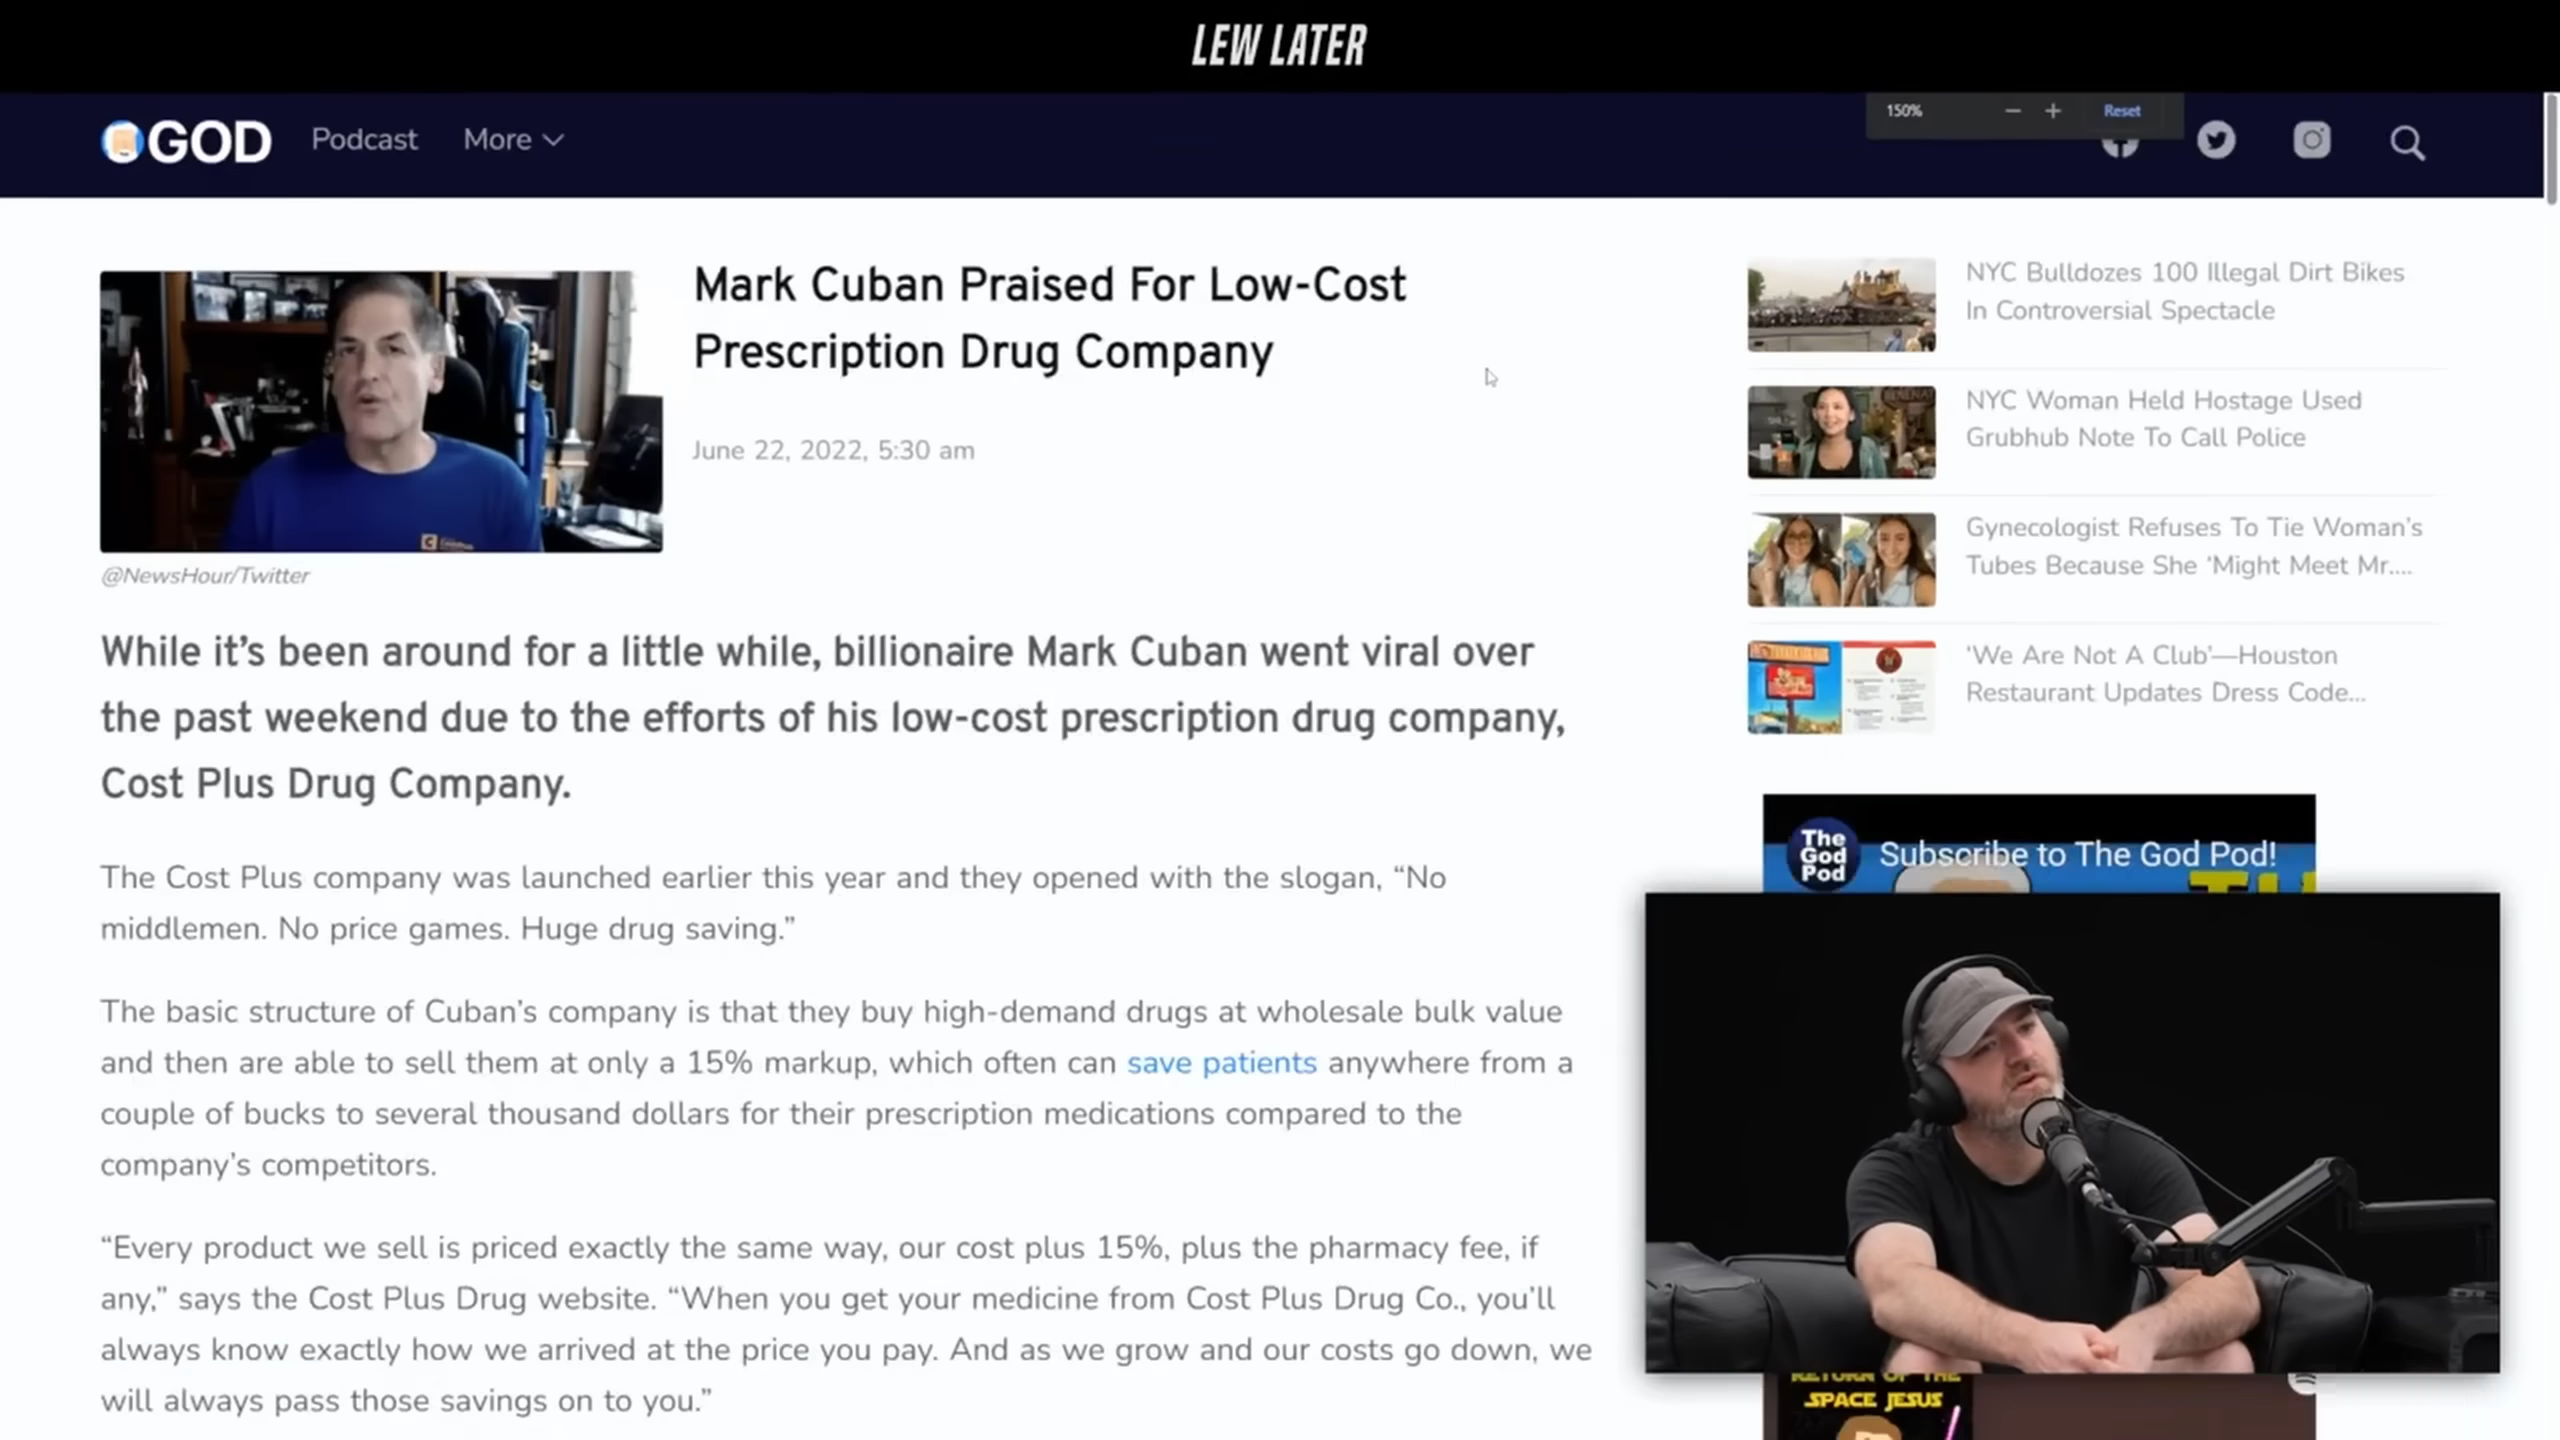 LEW LATER
GOD
Podcast
More
150%
Reset
Mark Cuban Praised For Low-Cost
Prescription Drug Company
June 22, 2022, 5:30 am
@NewsHour/Twitter
While it’s been around for a little while, billionaire Mark Cuban went viral over
the past weekend due to the efforts of his low-cost prescription drug company,
Cost Plus Drug Company.
The Cost Plus company was launched earlier this year and they opened with the slogan, “No
middlemen. No price games. Huge drug saving.”
The basic structure of Cuban’s company is that they buy high-demand drugs at wholesale bulk value
and then are able to sell them at only a 15% markup, which often can save patients anywhere from a
couple of bucks to several thousand dollars for their prescription medications compared to the
company’s competitors.
“Every product we sell is priced exactly the same way, our cost plus 15%, plus the pharmacy fee, if
any,” says the Cost Plus Drug website. “When you get your medicine from Cost Plus Drug Co., you’ll
always know exactly how we arrived at the price you pay. And as we grow and our costs go down, we
will always pass those savings on to you.”
NYC Bulldozes 100 Illegal Dirt Bikes
In Controversial Spectacle
NYC Woman Held Hostage Used
Grubhub Note To Call Police
Gynecologist Refuses To Tie Woman’s
Tubes Because She ‘Might Meet Mr....
‘We Are Not A Club’—Houston
Restaurant Updates Dress Code...
The
God
Pod
Subscribe to The God Pod!
RETURN OF THE
SPACE JESUS